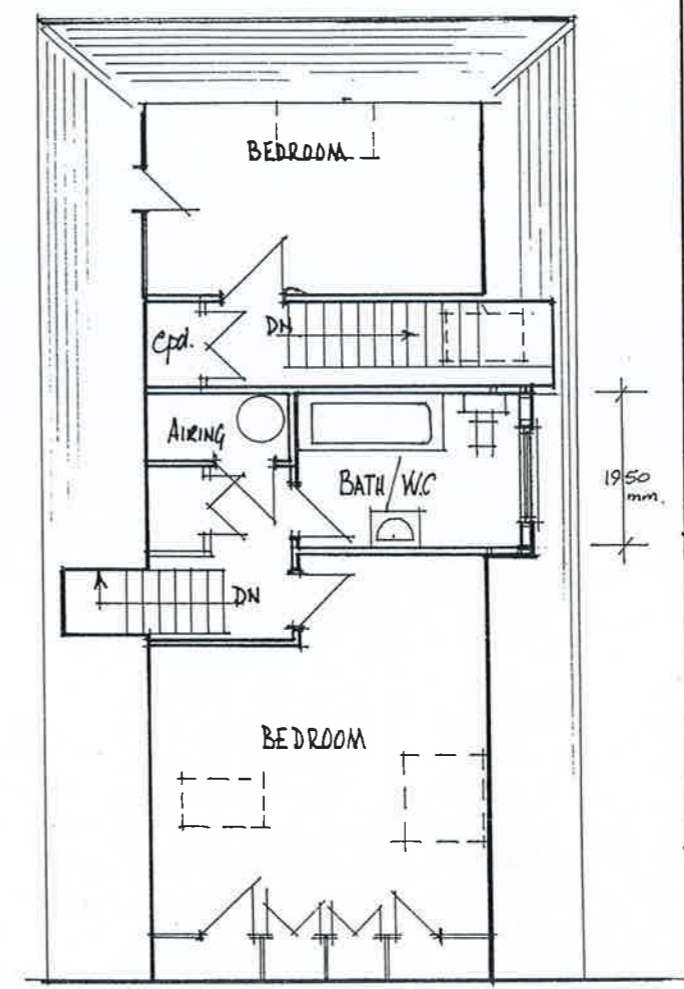 BEDROOM
Cpd.
DN
AIRING
BATH/W.C
1950
mm.
DN
BEDROOM